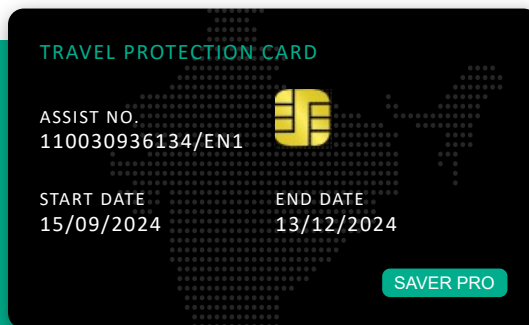 TRAVEL PROTECTION CARD
ASSIST NO.
110030936134/EN1
START DATE
15/09/2024
END DATE
13/12/2024
SAVER PRO